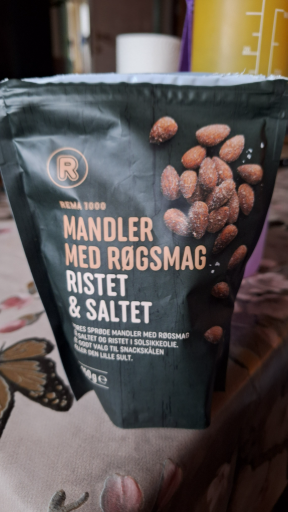 R
REMA 1000
MANDLER
MED RØGSMAG
RISTET
& SALTET
SPRØDE MANDLER MED RØGSMAG
SALTET OG RISTET I SOLSIKKEOLIE.
GODT VALG TIL SNACKSKÅLEN
DEN LILLE SULT.